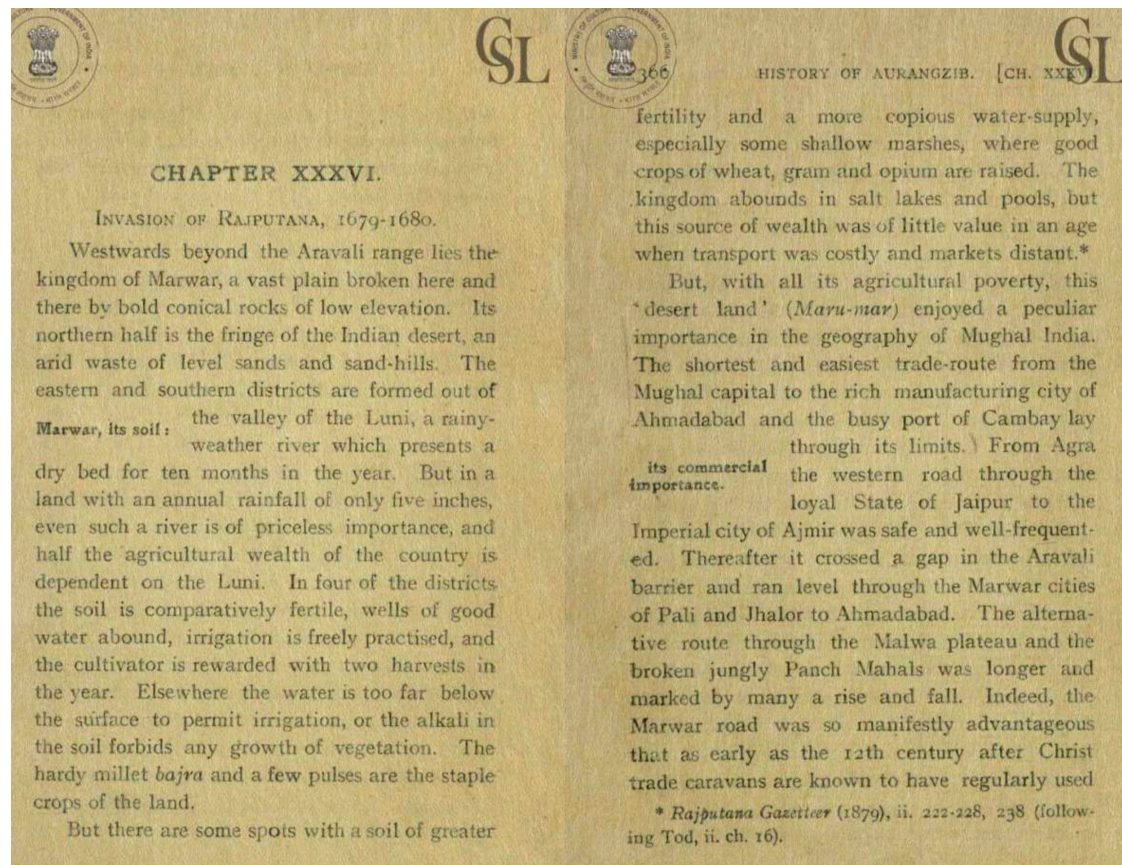 CSL
CHAPTER XXXVI.
INVASION OF RAJPUTANA, 1679-1680.
Westwards beyond the Aravali range lies the
kingdom of Marwar, a vast plain broken here and
there by bold conical rocks of low elevation. Its
northern half is the fringe of the Indian desert, an
arid waste of level sands and sand-hills. The
eastern and southern districts are formed out of
Marwar, its soil:
the valley of the Luni, a rainy-
weather river which presents a
dry bed for ten months in the year. But in a
land with an annual rainfall of only five inches,
even such a river is of priceless importance, and
half the agricultural wealth of the country is
dependent on the Luni. In four of the districts
the soil is comparatively fertile, wells of good
water abound, irrigation is freely practised, and
the cultivator is rewarded with two harvests in
the year. Elsewhere the water is too far below
the surface to permit irrigation, or the alkali in
the soil forbids any growth of vegetation. The
hardy millet bajra and a few pulses are the staple
crops of the land.
But there are some spots with a soil of greater
CSL
366 HISTORY OF AURANGZIB. [CH. XXXVI
fertility and a more copious water-supply,
especially some shallow marshes, where good
crops of wheat, gram and opium are raised. The
kingdom abounds in salt lakes and pools, but
this source of wealth was of little value in an age
when transport was costly and markets distant.*
But, with all its agricultural poverty, this
'desert land' (Maru-mar) enjoyed a peculiar
importance in the geography of Mughal India.
The shortest and easiest trade-route from the
Mughal capital to the rich manufacturing city of
Ahmadabad and the busy port of Cambay lay
its commercial
importance.
through its limits. From Agra
the western road through the
loyal State of Jaipur to the
Imperial city of Ajmir was safe and well-frequent-
ed. Thereafter it crossed a gap in the Aravali
barrier and ran level through the Marwar cities
of Pali and Jhalor to Ahmadabad. The alterna-
tive route through the Malwa plateau and the
broken jungly Panch Mahals was longer and
marked by many a rise and fall. Indeed, the
Marwar road was so manifestly advantageous
that as early as the 12th century after Christ
trade caravans are known to have regularly used
* Rajputana Gazetteer (1879), ii. 222-228, 238 (follow-
ing Tod, ii. ch. 16).